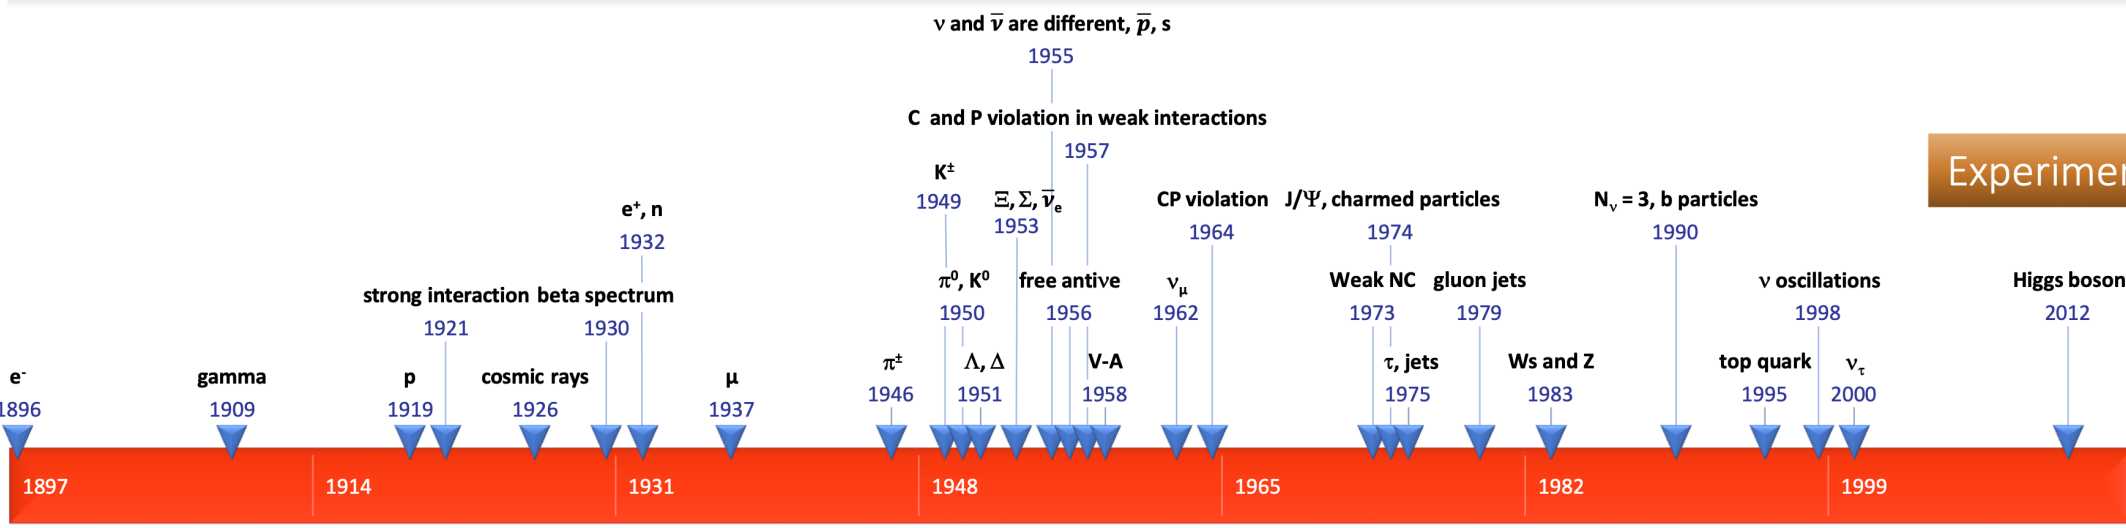 ν and ν̅ are different, p̅, s
1955
C and P violation in weak interactions
1957
K±
1949
Ξ, Σ, ν̅e
1953
CP violation
1964
J/Ψ, charmed particles
1974
Nν = 3, b particles
1990
e⁺, n
1932
π⁰, K⁰
1950
free antiνe
1956
νμ
1962
Weak NC
1973
gluon jets
1979
ν oscillations
1998
Higgs boson
2012
strong interaction
1921
beta spectrum
1930
e⁻
1896
gamma
1909
p
1919
cosmic rays
1926
μ
1937
π±
1946
Λ, Δ
1951
V-A
1958
τ, jets
1975
Ws and Z
1983
top quark
1995
ντ
2000
1897 1914 1931 1948 1965 1982 1999